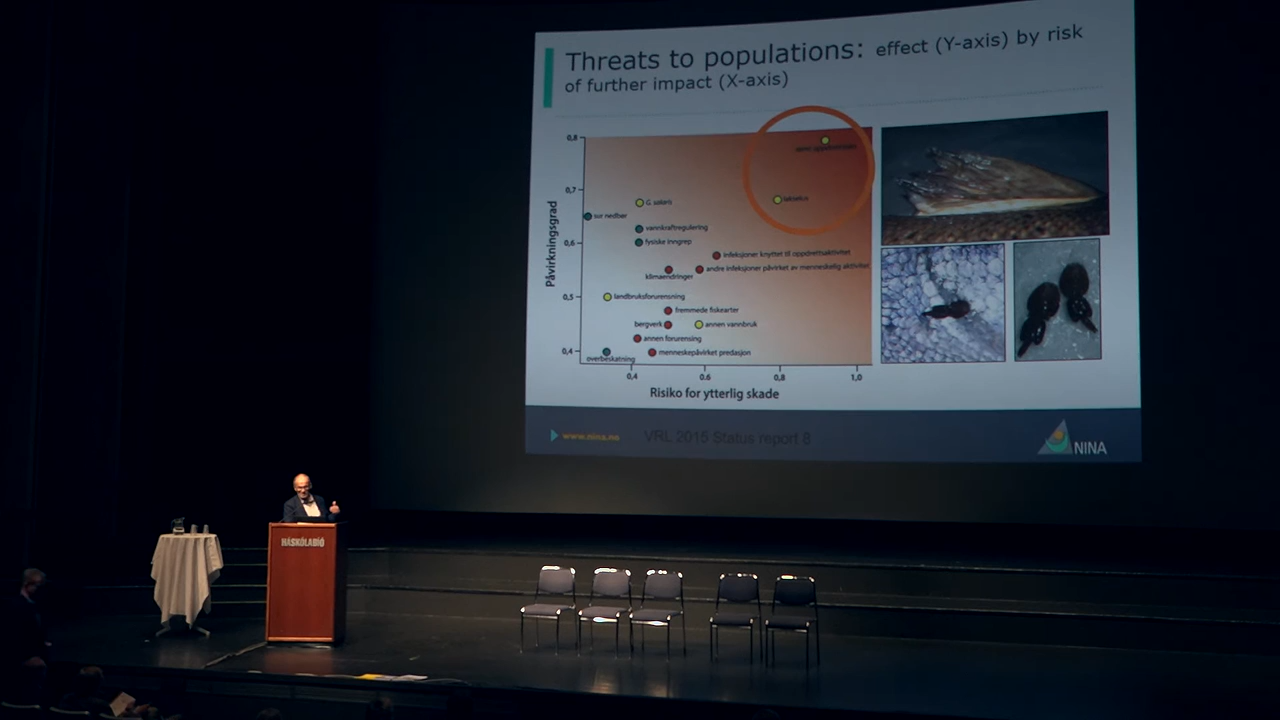 Threats to populations: effect (Y-axis) by risk
of further impact (X-axis)
Påvirkningsgrad
0,8
0,7
0,6
0,5
0,4
rømt oppdrettslaks
lakselus
G. salaris
sur nedbør
vannkraftregulering
fysiske inngrep
infeksjoner knyttet til oppdrettsaktivitet
andre infeksjoner påvirket av menneskelig aktivitet
klimaendringer
landbruksforurensning
fremmede fiskearter
bergverk
annen vannbruk
annen forurensing
overbeskatning
menneskepåvirket predasjon
0,4
0.6
0,8
1,0
Risiko for ytterlig skade
www.nina.no
VRL 2015 Status report 8
NINA
HÁSKÓLABÍÓ